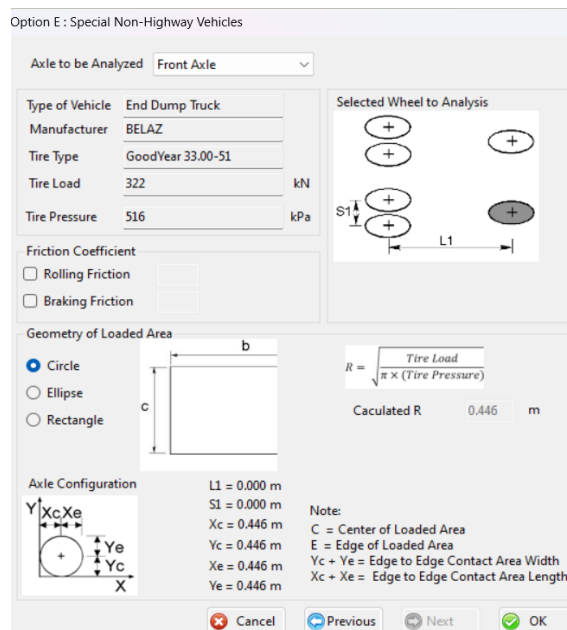 Option E : Special Non-Highway Vehicles
Axle to be Analyzed Front Axle
Type of Vehicle End Dump Truck
Manufacturer BELAZ
Tire Type GoodYear 33.00-51
Tire Load 322 kN
Tire Pressure 516 kPa
Selected Wheel to Analysis
S1
L1
Friction Coefficient
Rolling Friction
Braking Friction
Geometry of Loaded Area
Circle
Ellipse
Rectangle
b
c
R = √(Tire Load / π × (Tire Pressure))
Caculated R 0.446 m
Axle Configuration
Y Xc Xe
Ye
Yc
X
L1 = 0.000 m
S1 = 0.000 m
Xc = 0.446 m
Yc = 0.446 m
Xe = 0.446 m
Ye = 0.446 m
Note:
C = Center of Loaded Area
E = Edge of Loaded Area
Yc + Ye = Edge to Edge Contact Area Width
Xc + Xe = Edge to Edge Contact Area Length
Cancel Previous Next OK